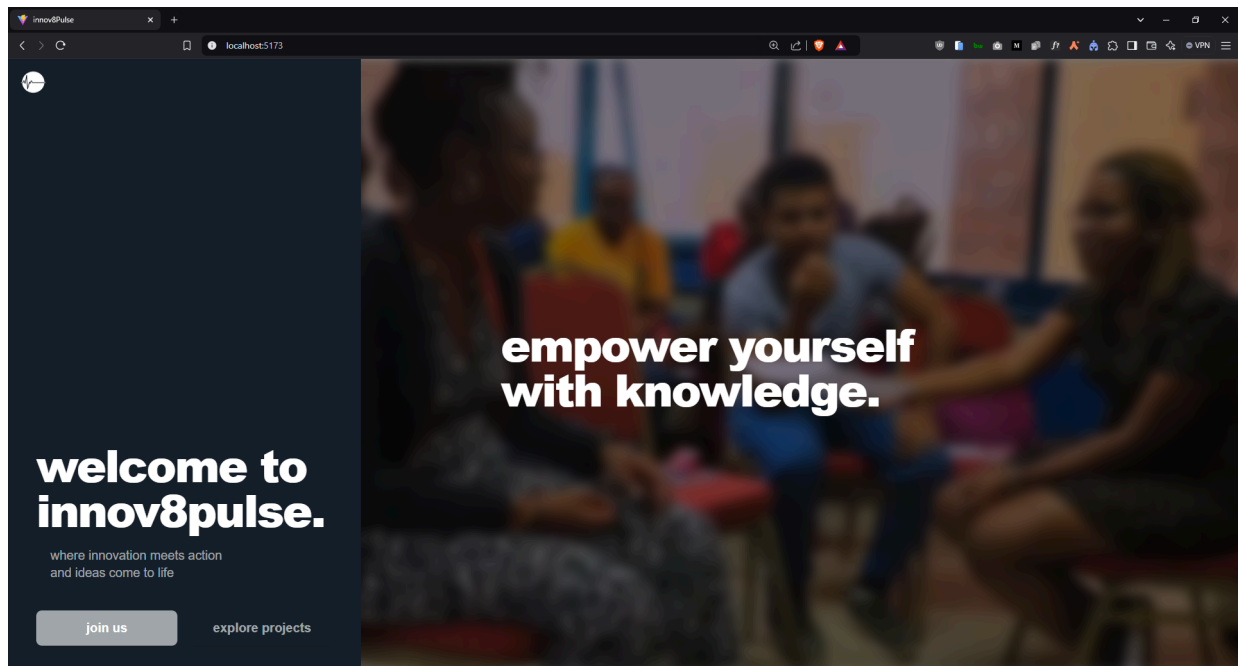 innov8Pulse
localhost:5173
VPN
welcome to
innov8pulse.
where innovation meets action
and ideas come to life
join us
explore projects
empower yourself
with knowledge.